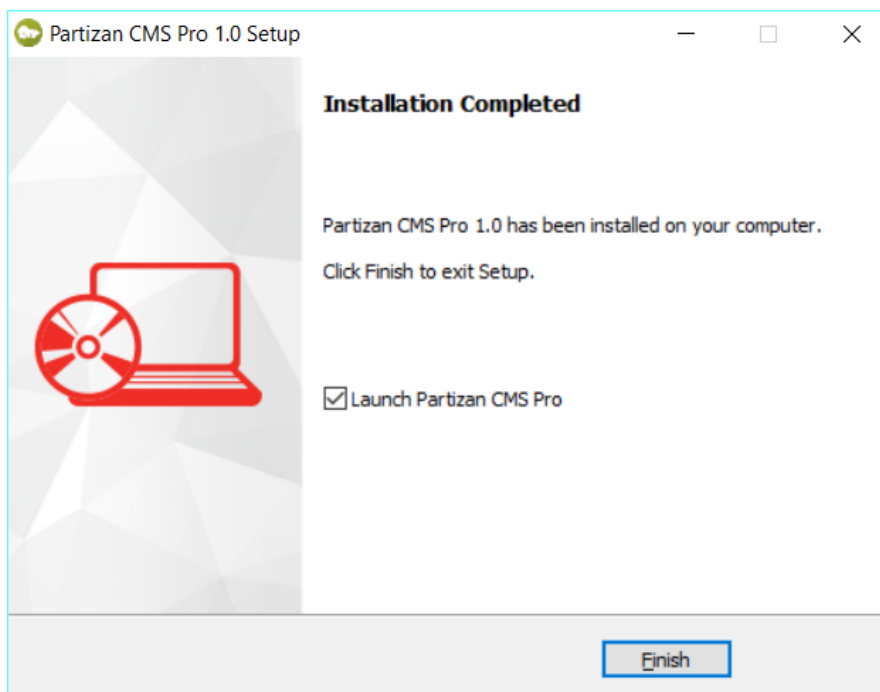 Partizan CMS Pro 1.0 Setup
Installation Completed
Partizan CMS Pro 1.0 has been installed on your computer.
Click Finish to exit Setup.
Launch Partizan CMS Pro
Finish